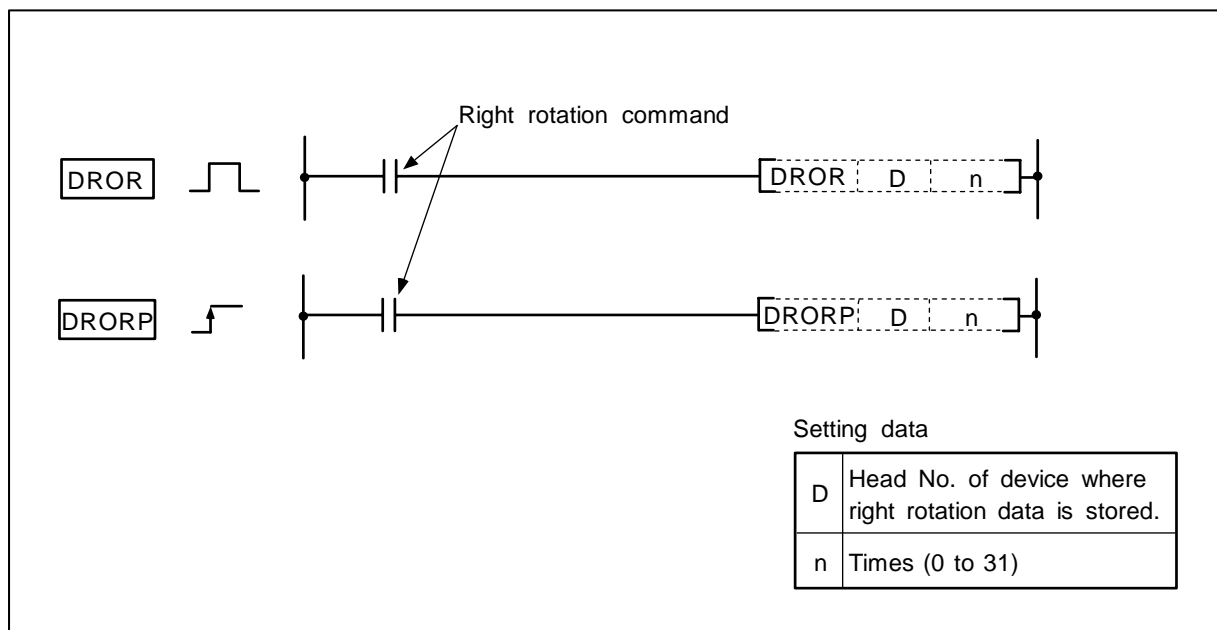 Right rotation command
DROR
DROR D n
DRORP
DRORP D n
Setting data
D Head No. of device where
right rotation data is stored.
n Times (0 to 31)